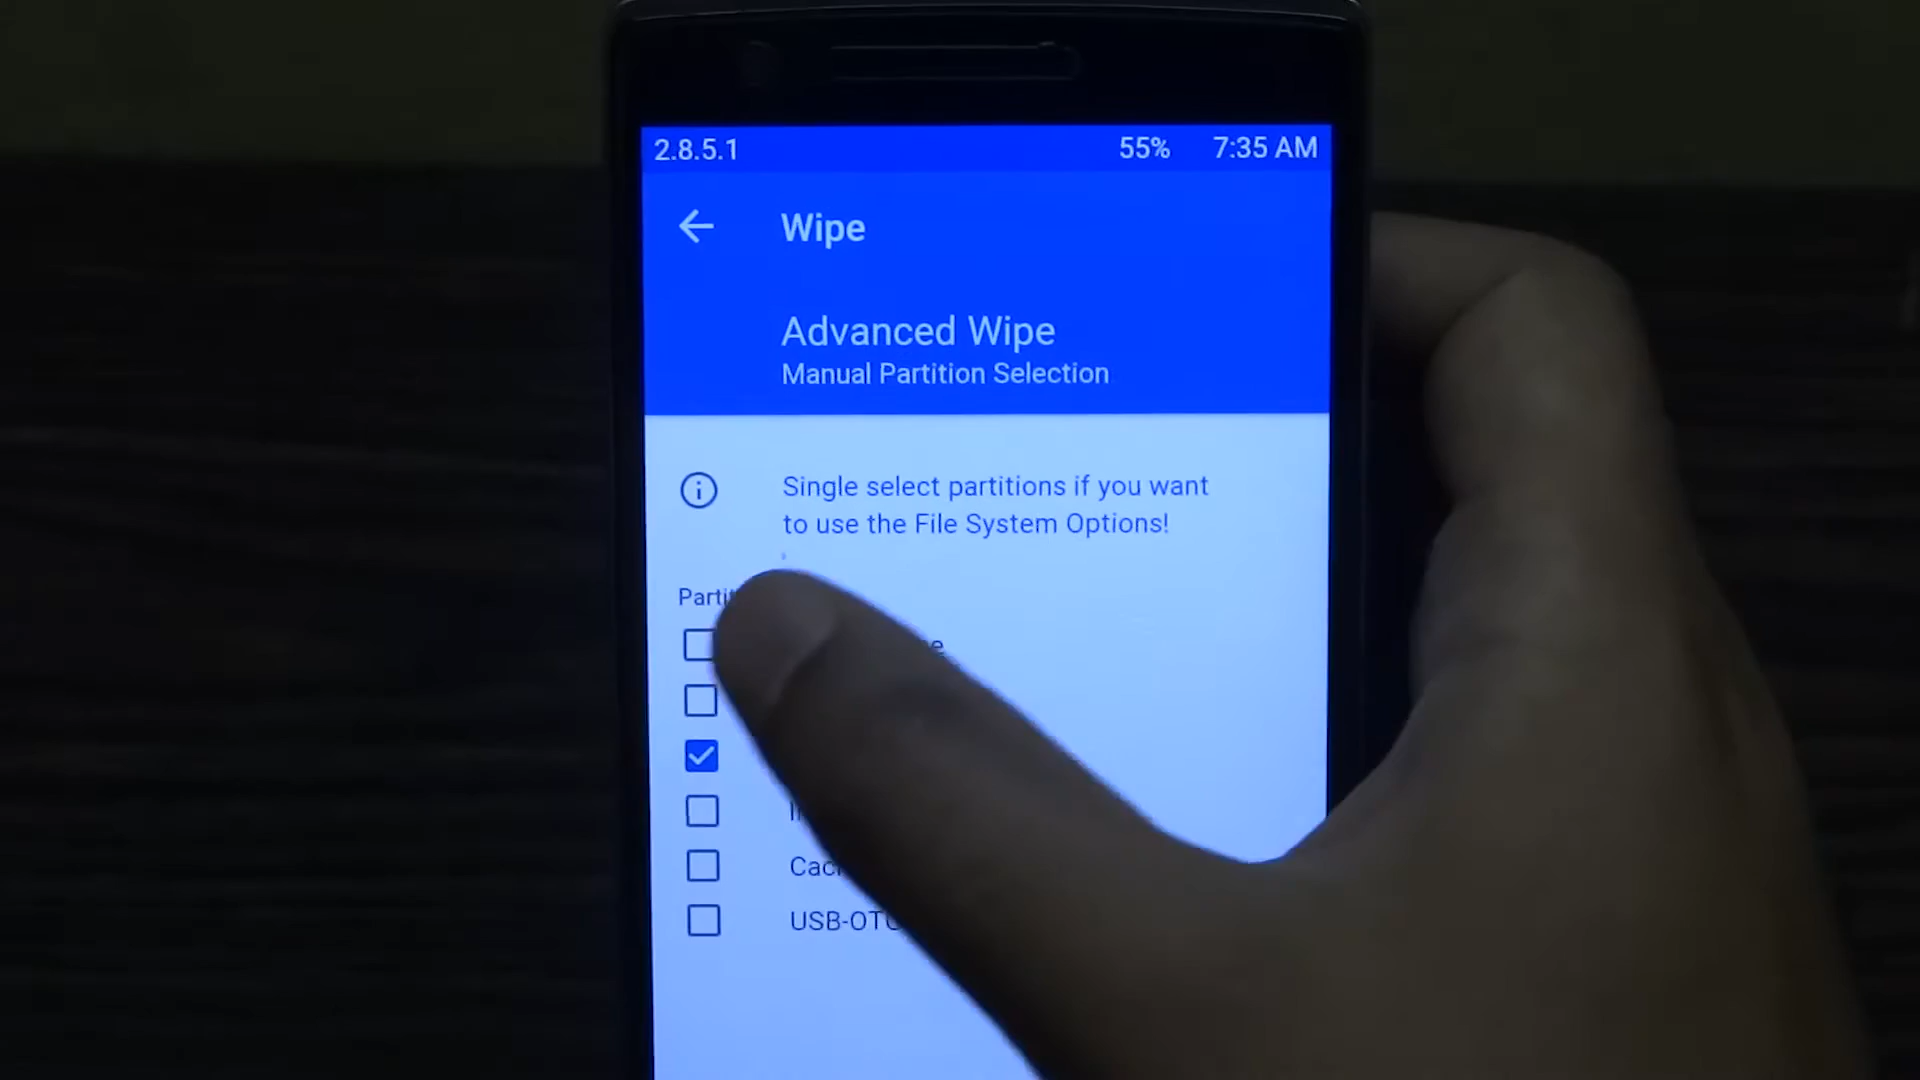 2.8.5.1 55% 7:35 AM
Wipe
Advanced Wipe
Manual Partition Selection
Single select partitions if you want
to use the File System Options!